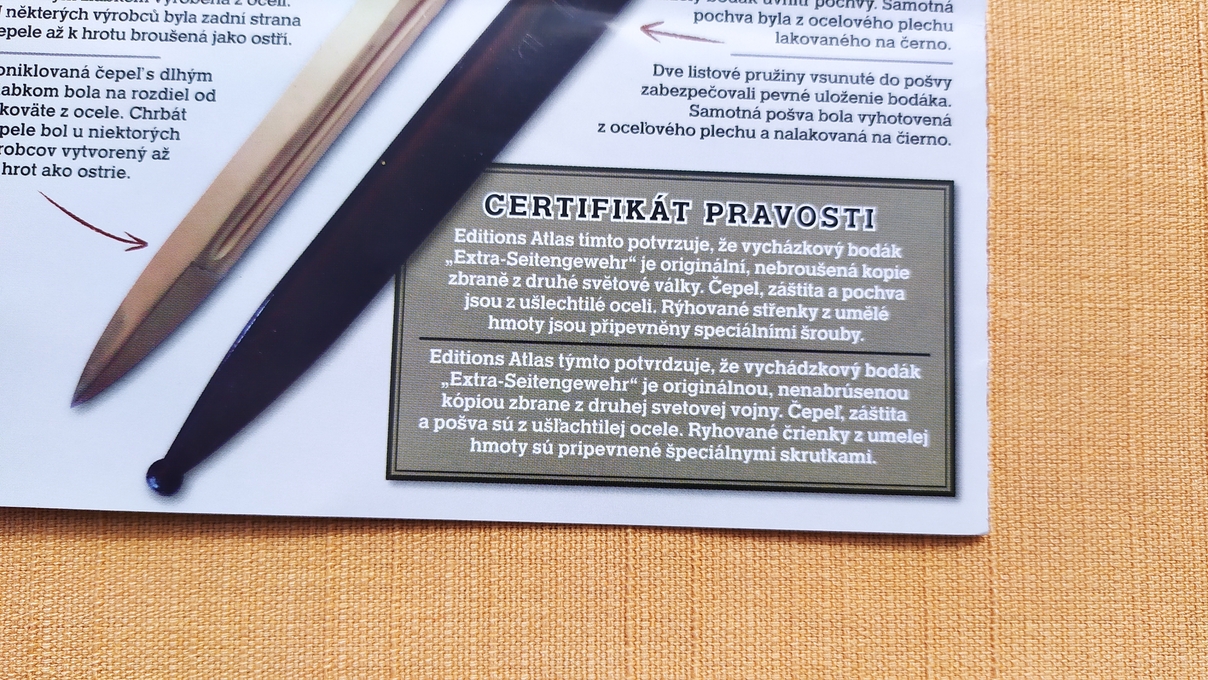 některých výrobců byla zadní strana
epele až k hrotu broušená jako ostří.
oniklovaná čepeľ s dlhým
abkom bola na rozdiel od
kováte z ocele. Chrbát
pele bol u niektorých
robcov vytvorený až
hrot ako ostrie.
bodák uvnitř pochvy. Samotná
pochva byla z ocelového plechu
lakovaného na černo.
Dve listové pružiny vsunuté do pošvy
zabezpečovali pevné uloženie bodáka.
Samotná pošva bola vyhotovená
z oceľového plechu a nalakovaná na čierno.
CERTIFIKÁT PRAVOSTI
Editions Atlas tímto potvrzuje, že vycházkový bodák
„Extra-Seitengewehr“ je originální, nebroušená kopie
zbraně z druhé světové války. Čepel, záštita a pochva
jsou z ušlechtilé oceli. Rýhované střenky z umělé
hmoty jsou připevněny speciálními šrouby.
Editions Atlas týmto potvrdzuje, že vychádzkový bodák
„Extra-Seitengewehr“ je originálnou, nenabrúsenou
kópiou zbrane z druhej svetovej vojny. Čepeľ, záštita
a pošva sú z ušľachtilej ocele. Ryhované črienky z umelej
hmoty sú pripevnené špeciálnymi skrutkami.